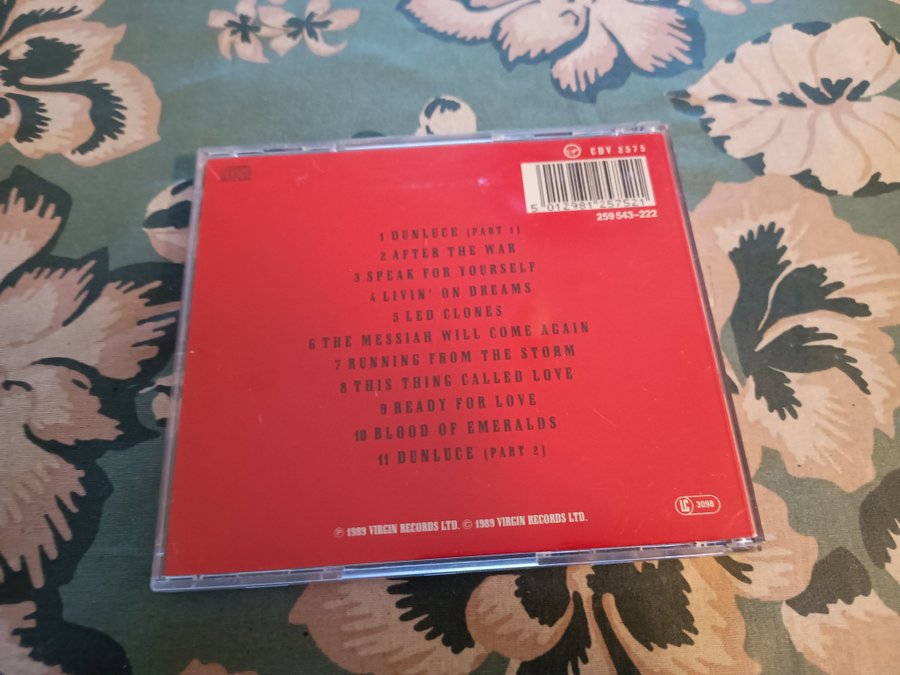 CDV 2575
5 012981 257521
259 543-222
1 DUNLUCE (PART 1)
2 AFTER THE WAR
3 SPEAK FOR YOURSELF
4 LIVIN' ON DREAMS
5 LED CLONES
6 THE MESSIAH WILL COME AGAIN
7 RUNNING FROM THE STORM
8 THIS THING CALLED LOVE
9 READY FOR LOVE
10 BLOOD OF EMERALDS
11 DUNLUCE (PART 2)
LC 3098
℗ 1989 VIRGIN RECORDS LTD. © 1989 VIRGIN RECORDS LTD.